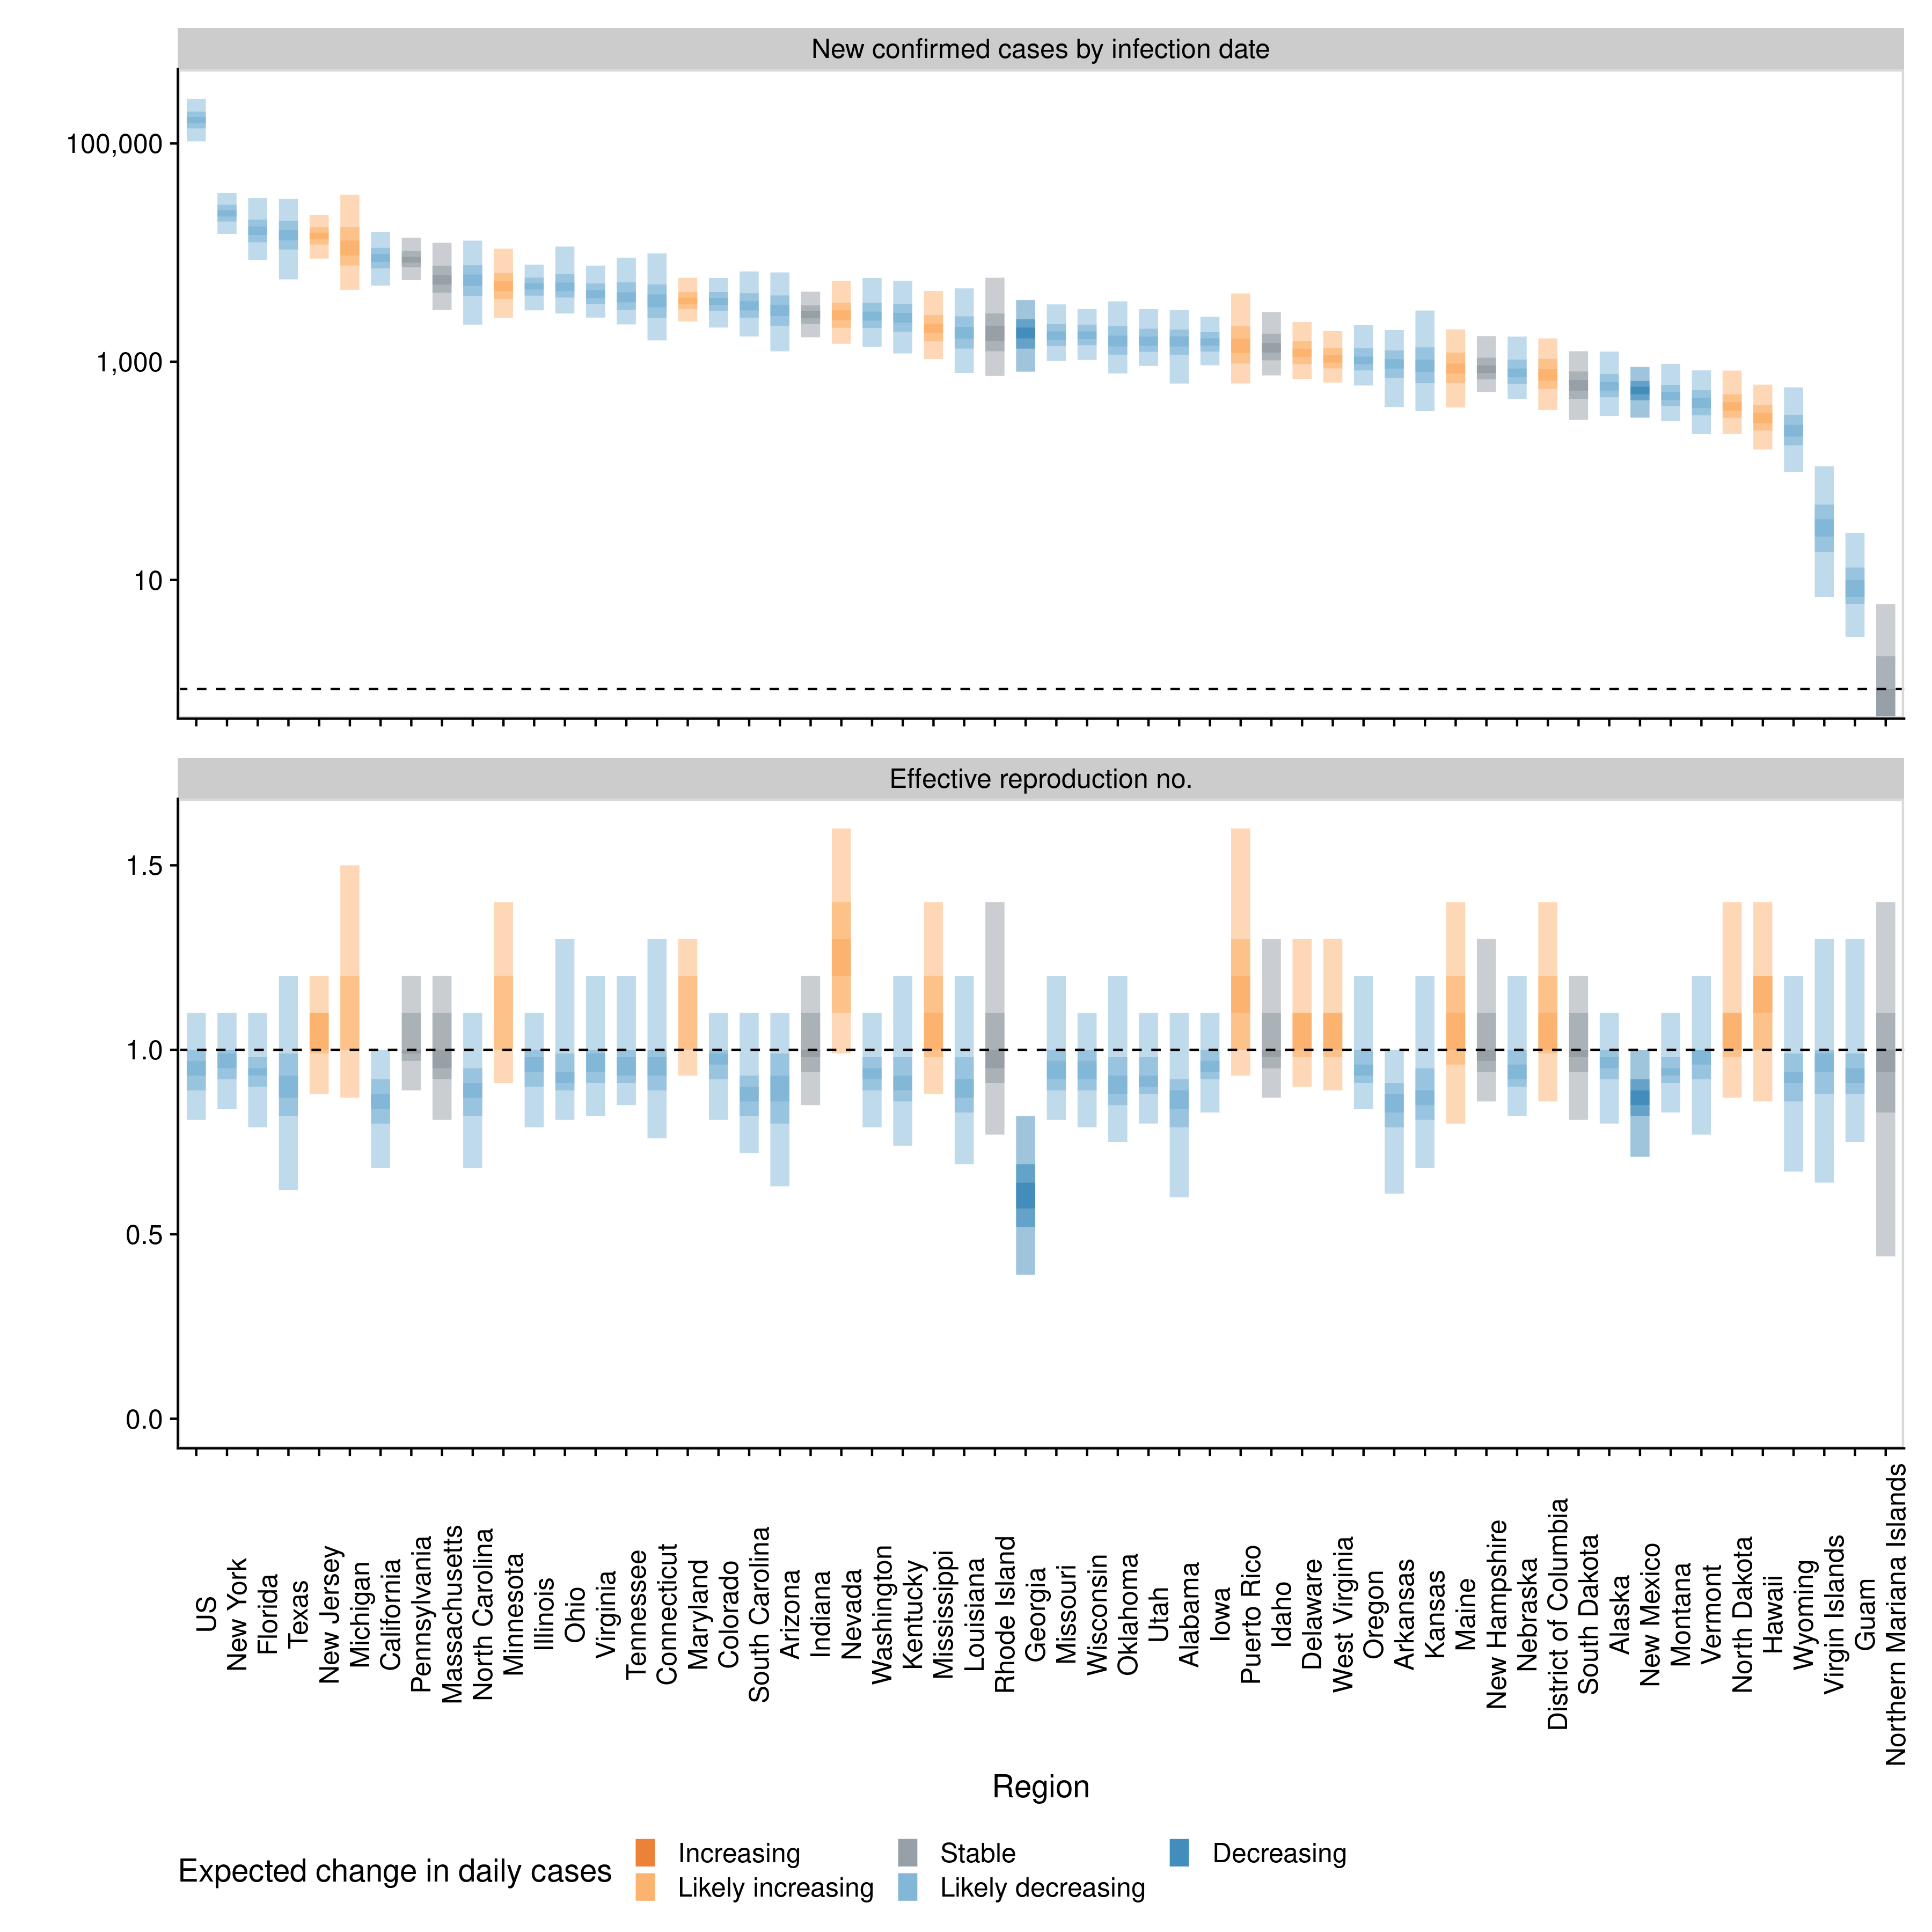 New confirmed cases by infection date
100,000
1,000
10
Effective reproduction no.
1.5
1.0
0.5
0.0
US
New York
Florida
Texas
New Jersey
Michigan
California
Pennsylvania
Massachusetts
North Carolina
Minnesota
Illinois
Ohio
Virginia
Tennessee
Connecticut
Maryland
Colorado
South Carolina
Arizona
Indiana
Nevada
Washington
Kentucky
Mississippi
Louisiana
Rhode Island
Georgia
Missouri
Wisconsin
Oklahoma
Utah
Alabama
Iowa
Puerto Rico
Idaho
Delaware
West Virginia
Oregon
Arkansas
Kansas
Maine
New Hampshire
Nebraska
District of Columbia
South Dakota
Alaska
New Mexico
Montana
Vermont
North Dakota
Hawaii
Wyoming
Virgin Islands
Guam
Northern Mariana Islands
Region
Expected change in daily cases
Increasing
Stable
Decreasing
Likely increasing
Likely decreasing